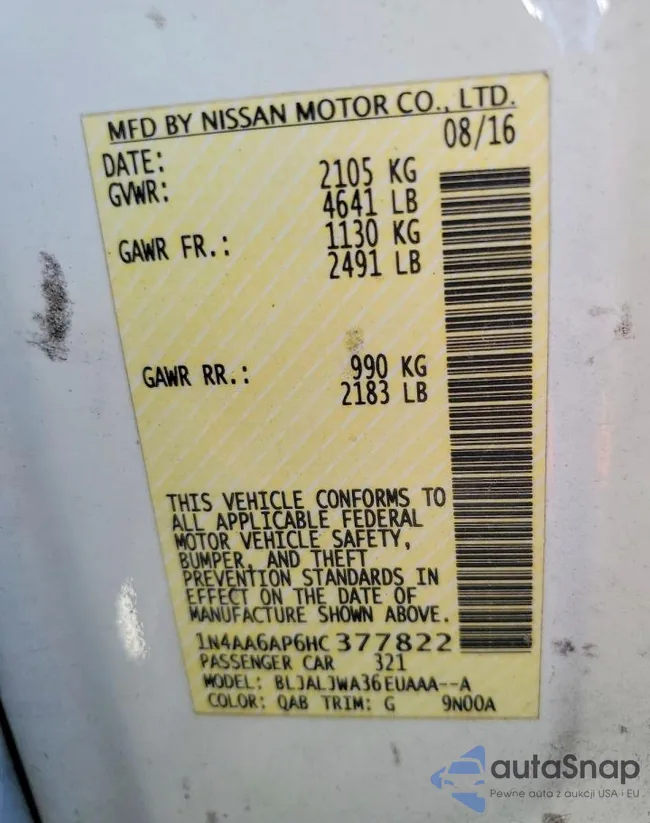 MFD BY NISSAN MOTOR CO., LTD.
DATE: 08/16
GVWR: 2105 KG
4641 LB
GAWR FR.: 1130 KG
2491 LB
GAWR RR.: 990 KG
2183 LB
THIS VEHICLE CONFORMS TO
ALL APPLICABLE FEDERAL
MOTOR VEHICLE SAFETY,
BUMPER, AND THEFT
PREVENTION STANDARDS IN
EFFECT ON THE DATE OF
MANUFACTURE SHOWN ABOVE.
1N4AA6AP6HC377822
PASSENGER CAR 321
MODEL: BLJALJWA36EUAAA--A
COLOR: QAB TRIM: G 9N00A
autaSnap
Pewne auta z aukcji USA i EU